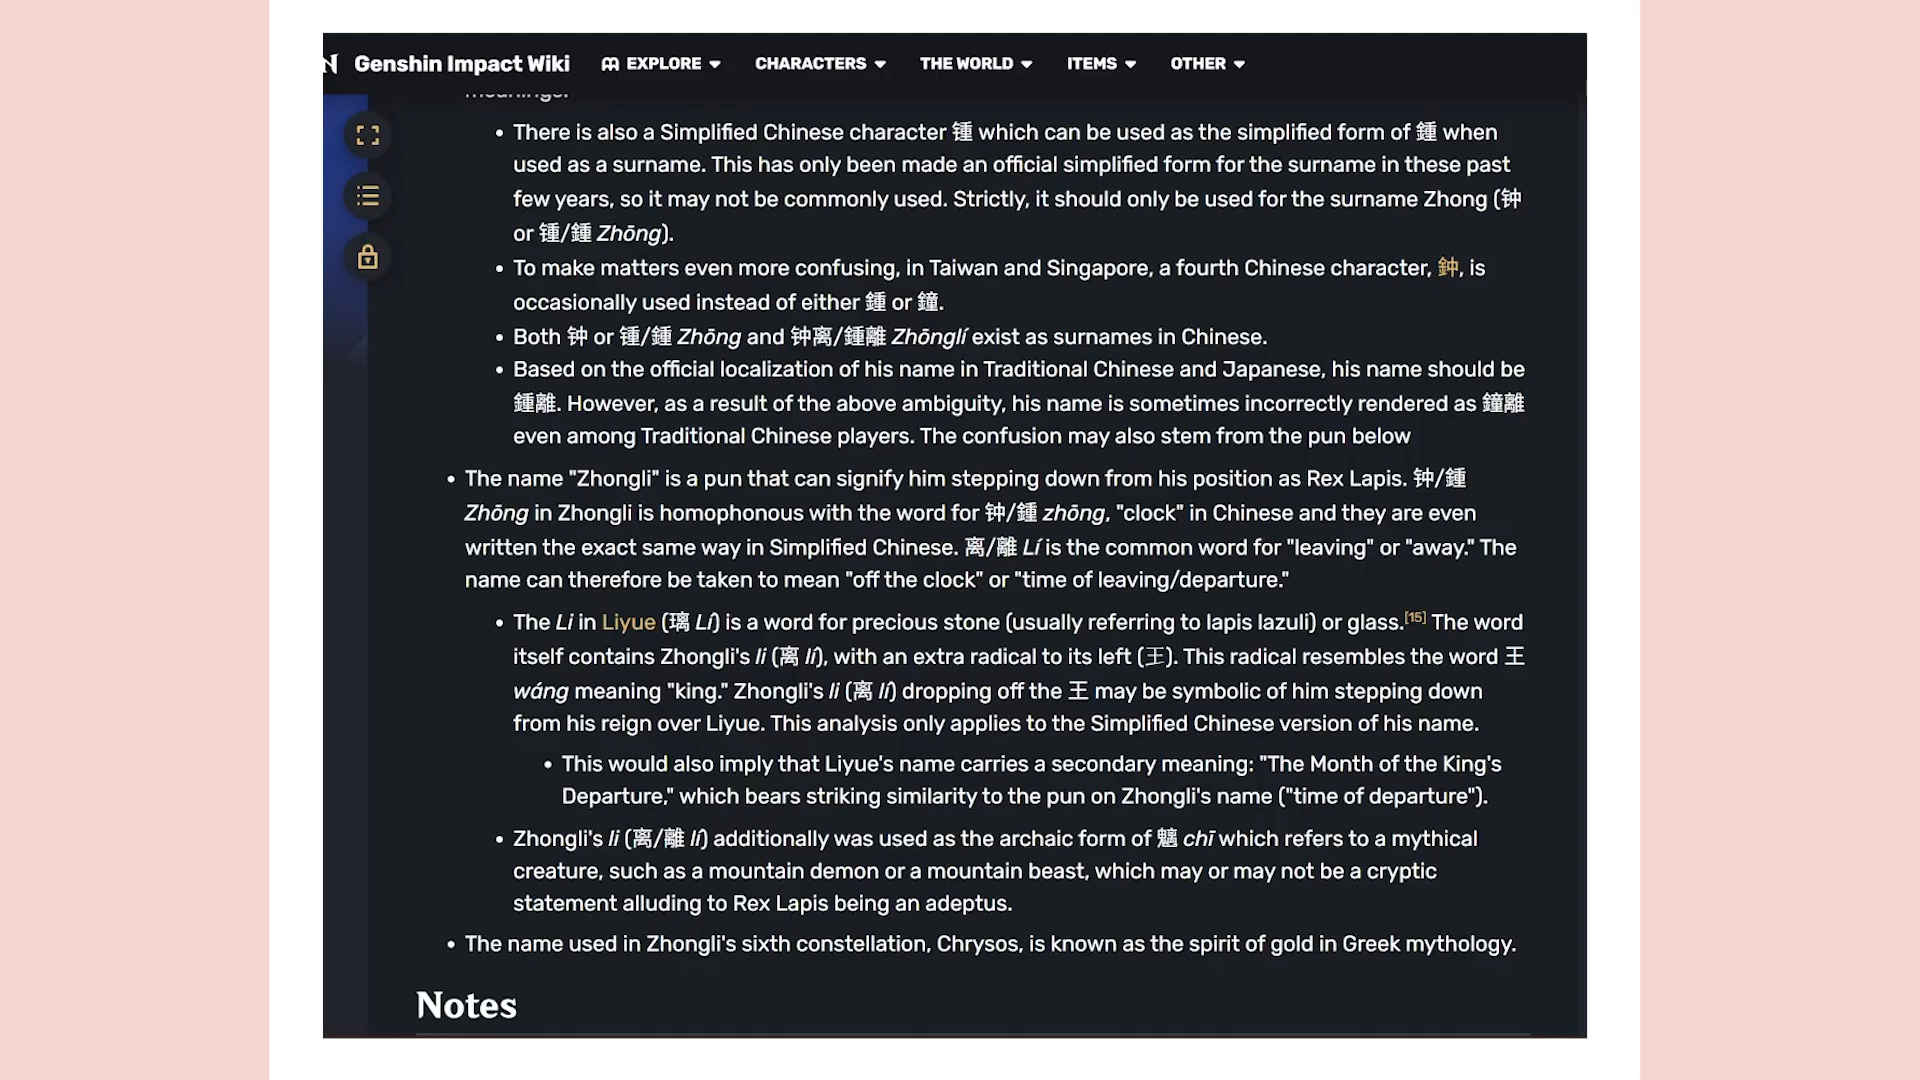 Genshin Impact Wiki EXPLORE CHARACTERS THE WORLD ITEMS OTHER
meanings.
• There is also a Simplified Chinese character 锺 which can be used as the simplified form of 鍾 when
used as a surname. This has only been made an official simplified form for the surname in these past
few years, so it may not be commonly used. Strictly, it should only be used for the surname Zhong (钟
or 锺/鍾 Zhōng).
• To make matters even more confusing, in Taiwan and Singapore, a fourth Chinese character, 鈡, is
occasionally used instead of either 鍾 or 鐘.
• Both 钟 or 锺/鍾 Zhōng and 钟离/鍾離 Zhōnglí exist as surnames in Chinese.
• Based on the official localization of his name in Traditional Chinese and Japanese, his name should be
鍾離. However, as a result of the above ambiguity, his name is sometimes incorrectly rendered as 鐘離
even among Traditional Chinese players. The confusion may also stem from the pun below
• The name "Zhongli" is a pun that can signify him stepping down from his position as Rex Lapis. 钟/鍾
Zhōng in Zhongli is homophonous with the word for 钟/鍾 zhōng, "clock" in Chinese and they are even
written the exact same way in Simplified Chinese. 离/離 Lí is the common word for "leaving" or "away." The
name can therefore be taken to mean "off the clock" or "time of leaving/departure."
• The Li in Liyue (璃 Lí) is a word for precious stone (usually referring to lapis lazuli) or glass.[15] The word
itself contains Zhongli's li (离 lí), with an extra radical to its left (王). This radical resembles the word 王
wáng meaning "king." Zhongli's li (离 lí) dropping off the 王 may be symbolic of him stepping down
from his reign over Liyue. This analysis only applies to the Simplified Chinese version of his name.
• This would also imply that Liyue's name carries a secondary meaning: "The Month of the King's
Departure," which bears striking similarity to the pun on Zhongli's name ("time of departure").
• Zhongli's li (离/離 lí) additionally was used as the archaic form of 魑 chī which refers to a mythical
creature, such as a mountain demon or a mountain beast, which may or may not be a cryptic
statement alluding to Rex Lapis being an adeptus.
• The name used in Zhongli's sixth constellation, Chrysos, is known as the spirit of gold in Greek mythology.
Notes